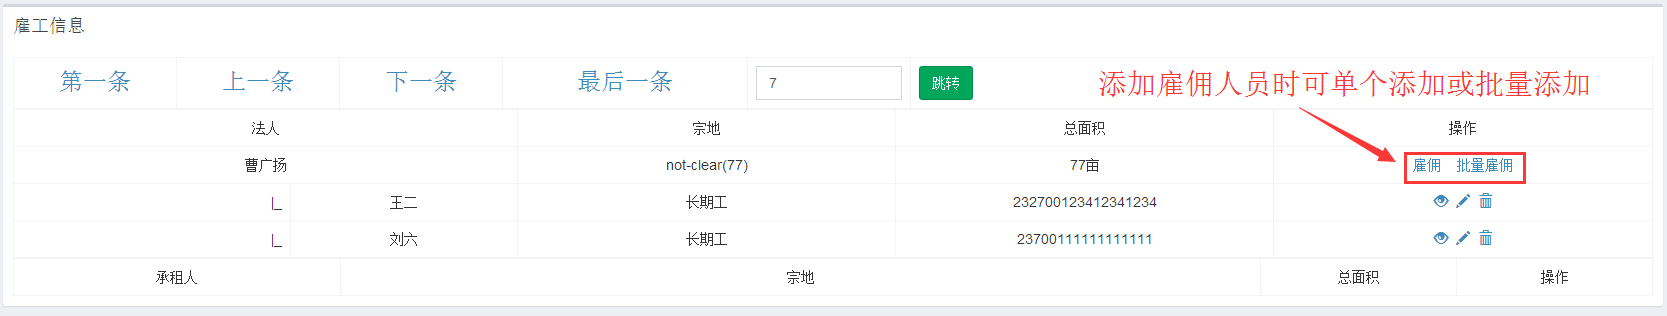 雇工信息
第一条 上一条 下一条 最后一条 7 跳转
添加雇佣人员时可单个添加或批量添加
法人 宗地 总面积 操作
曹广扬 not-clear(77) 77亩 雇佣 批量雇佣
|_ 王二 长期工 232700123412341234
|_ 刘六 长期工 23700111111111111
承租人 宗地 总面积 操作